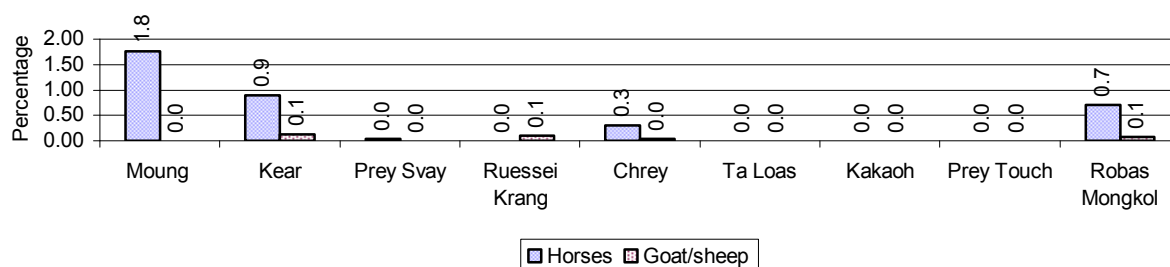 Percentage
2.00
1.50
1.00
0.50
0.00
1.8
0.0
0.9
0.1
0.0
0.0
0.0
0.1
0.3
0.0
0.0
0.0
0.0
0.0
0.0
0.0
0.7
0.1
Moung
Kear
Prey Svay
Ruessei
Krang
Chrey
Ta Loas
Kakaoh
Prey Touch
Robas
Mongkol
Horses
Goat/sheep